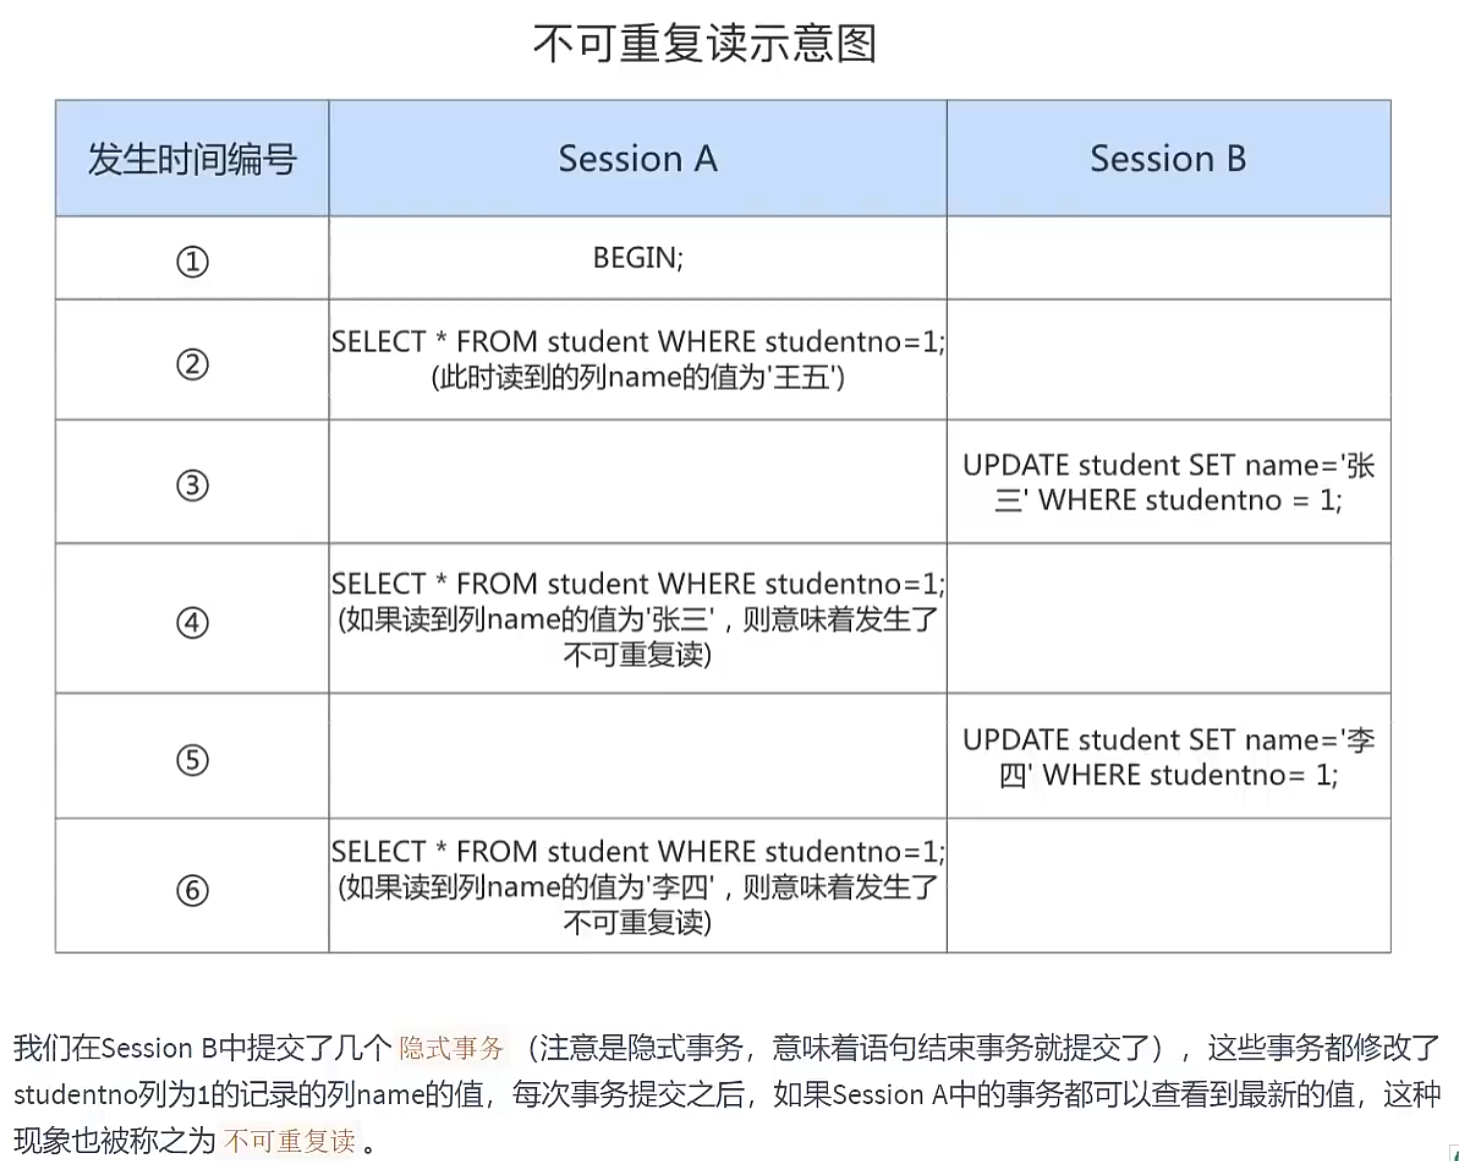 不可重复读示意图
发生时间编号 Session A Session B
① BEGIN;
② SELECT * FROM student WHERE studentno=1;
(此时读到的列name的值为'王五')
③ UPDATE student SET name='张
三' WHERE studentno = 1;
④ SELECT * FROM student WHERE studentno=1;
(如果读到列name的值为'张三'，则意味着发生了
不可重复读)
⑤ UPDATE student SET name='李
四' WHERE studentno= 1;
⑥ SELECT * FROM student WHERE studentno=1;
(如果读到列name的值为'李四'，则意味着发生了
不可重复读)
我们在Session B中提交了几个 隐式事务 （注意是隐式事务，意味着语句结束事务就提交了），这些事务都修改了
studentno列为1的记录的列name的值，每次事务提交之后，如果Session A中的事务都可以查看到最新的值，这种
现象也被称之为 不可重复读 。